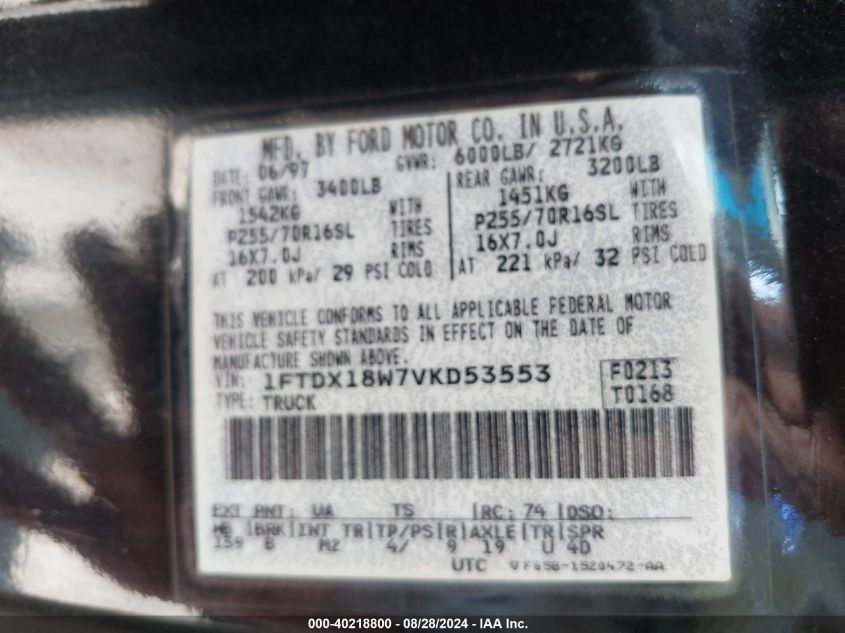 MFD. BY FORD MOTOR CO. IN U.S.A.
DATE: 06/97 GVWR: 6000LB/ 2721KG
FRONT GAWR: 3400LB REAR GAWR: 3200LB
1542KG WITH 1451KG WITH
P255/70R16SL TIRES P255/70R16SL TIRES
16X7.0J RIMS 16X7.0J RIMS
AT 200 kPa/ 29 PSI COLD AT 221 kPa/ 32 PSI COLD
THIS VEHICLE CONFORMS TO ALL APPLICABLE FEDERAL MOTOR
VEHICLE SAFETY STANDARDS IN EFFECT ON THE DATE OF
MANUFACTURE SHOWN ABOVE.
VIN: 1FTDX18W7VKD53553 F0213
TYPE: TRUCK T0168
EXT PNT: UA TS RC: 74 DSO:
WB BRK INT TR TP/PS R AXLE TR SPR
139 B M2 4/ 9 19 U 4D
UTC VF65B-1520472-AA
000-40218800 - 08/28/2024 - IAA Inc.